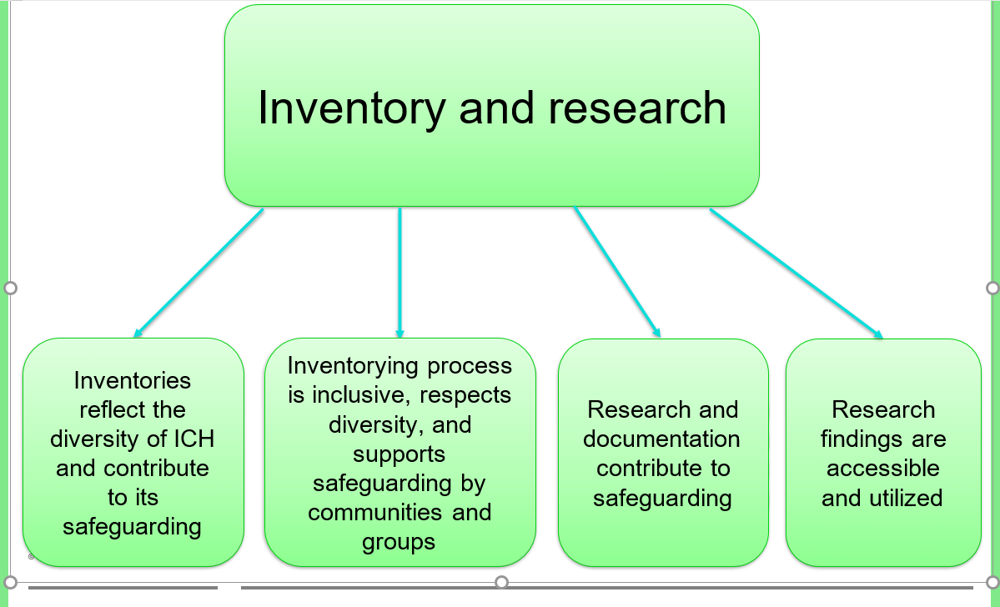 Inventory and research
Inventories
reflect the
diversity of ICH
and contribute
to its
safeguarding
Inventorying process
is inclusive, respects
diversity, and
supports
safeguarding by
communities and
groups
Research and
documentation
contribute to
safeguarding
Research
findings are
accessible
and utilized
©